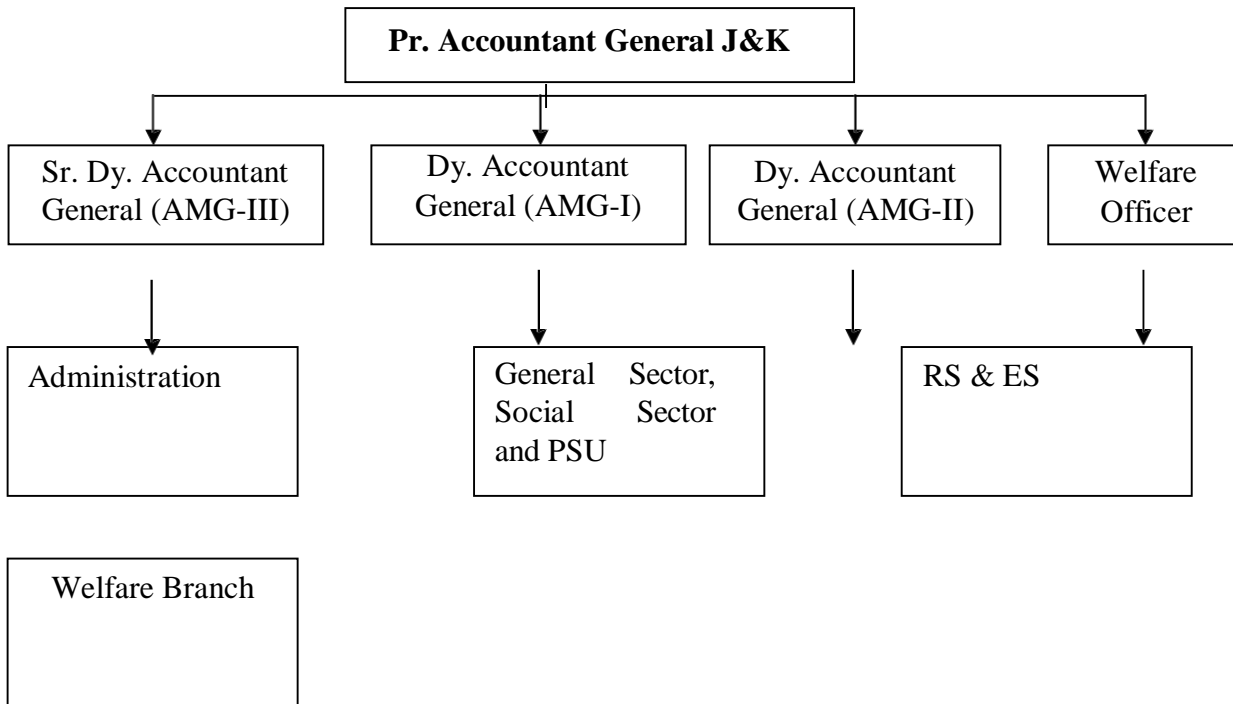 Pr. Accountant General J&K
Sr. Dy. Accountant
General (AMG-III)
Dy. Accountant
General (AMG-I)
Dy. Accountant
General (AMG-II)
Welfare
Officer
Administration
General Sector,
Social Sector
and PSU
RS & ES
Welfare Branch